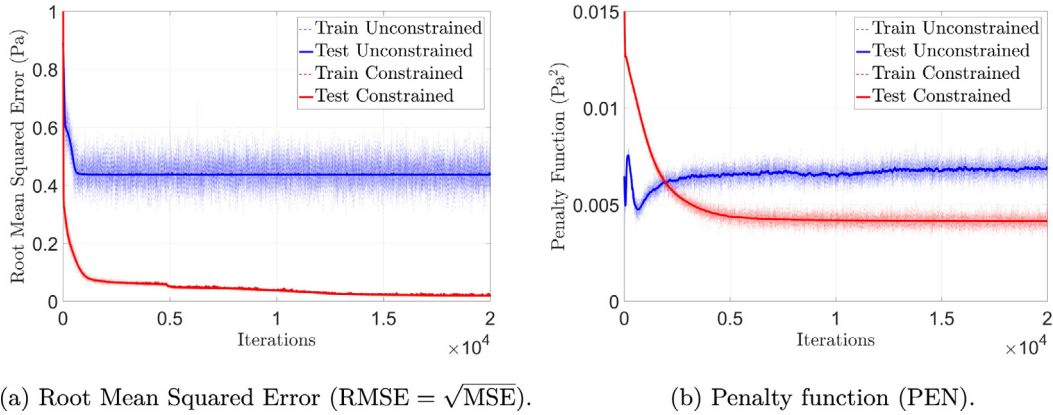 Root Mean Squared Error (Pa)
1
0.8
0.6
0.4
0.2
0
Train Unconstrained
Test Unconstrained
Train Constrained
Test Constrained
0
0.5
1
1.5
2
Iterations
×10^4
(a) Root Mean Squared Error (RMSE = √MSE).
Penalty Function (Pa²)
0.015
0.01
0.005
0
Train Unconstrained
Test Unconstrained
Train Constrained
Test Constrained
0
0.5
1
1.5
2
Iterations
×10^4
(b) Penalty function (PEN).